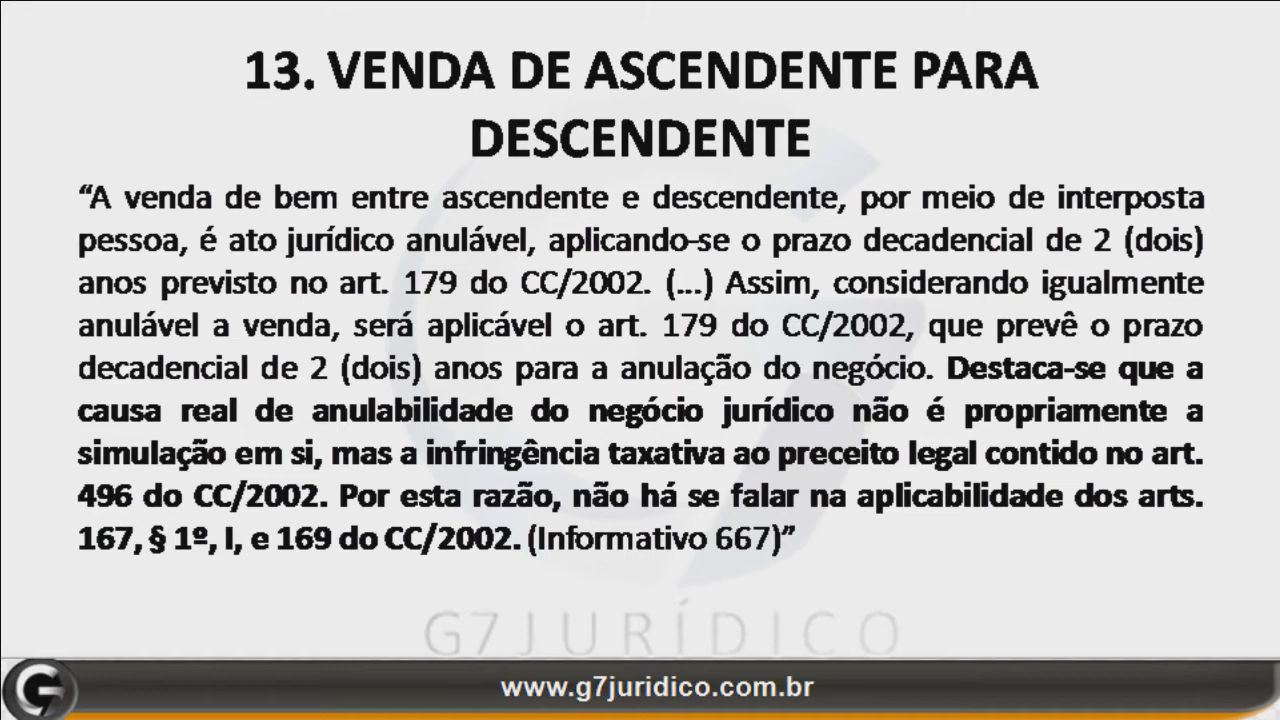 13. VENDA DE ASCENDENTE PARA
DESCENDENTE
“A venda de bem entre ascendente e descendente, por meio de interposta
pessoa, é ato jurídico anulável, aplicando-se o prazo decadencial de 2 (dois)
anos previsto no art. 179 do CC/2002. (...) Assim, considerando igualmente
anulável a venda, será aplicável o art. 179 do CC/2002, que prevê o prazo
decadencial de 2 (dois) anos para a anulação do negócio. Destaca-se que a
causa real de anulabilidade do negócio jurídico não é propriamente a
simulação em si, mas a infringência taxativa ao preceito legal contido no art.
496 do CC/2002. Por esta razão, não há se falar na aplicabilidade dos arts.
167, § 1º, I, e 169 do CC/2002. (Informativo 667)”
G7JURÍDICO
www.g7juridico.com.br